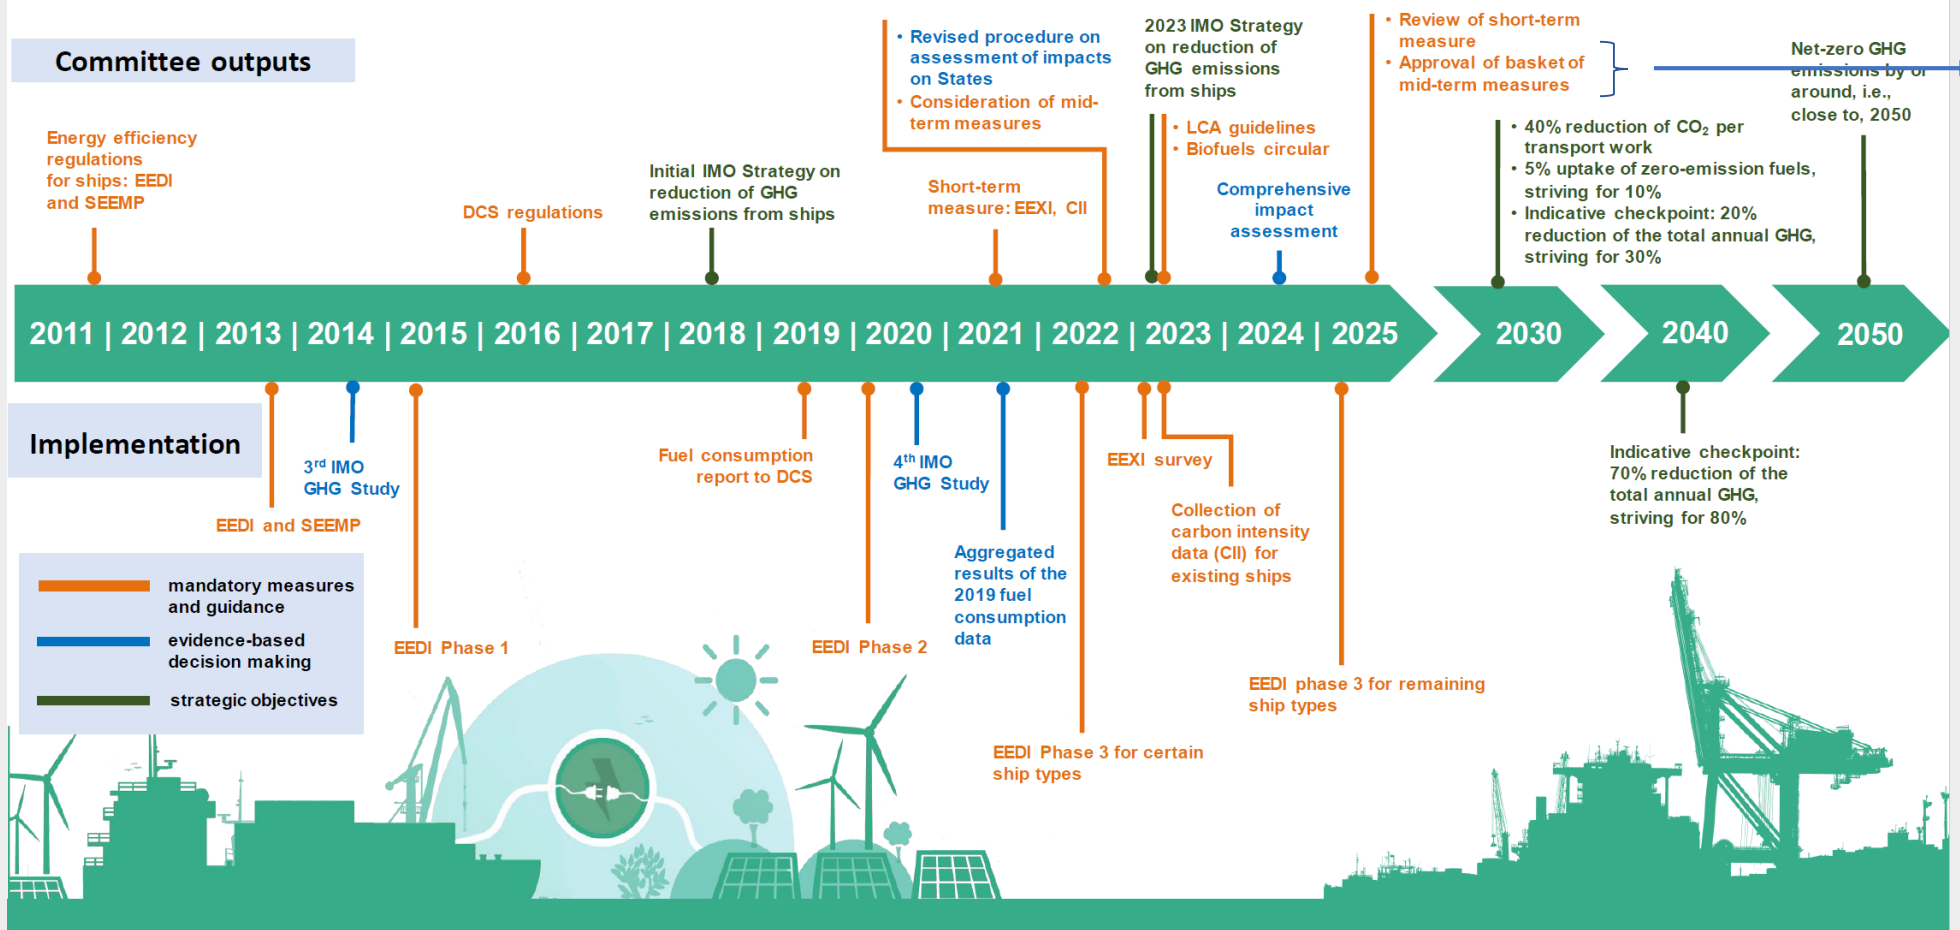 Committee outputs
Energy efficiency
regulations
for ships: EEDI
and SEEMP
DCS regulations
Initial IMO Strategy on
reduction of GHG
emissions from ships
• Revised procedure on
assessment of impacts
on States
• Consideration of mid-
term measures
Short-term
measure: EEXI, CII
2023 IMO Strategy
on reduction of
GHG emissions
from ships
• LCA guidelines
• Biofuels circular
Comprehensive
impact
assessment
• Review of short-term
measure
• Approval of basket of
mid-term measures
• 40% reduction of CO₂ per
transport work
• 5% uptake of zero-emission fuels,
striving for 10%
• Indicative checkpoint: 20%
reduction of the total annual GHG,
striving for 30%
Net-zero GHG
emissions by or
around, i.e.,
close to, 2050
2011 | 2012 | 2013 | 2014 | 2015 | 2016 | 2017 | 2018 | 2019 | 2020 | 2021 | 2022 | 2023 | 2024 | 2025
2030
2040
2050
Implementation
EEDI and SEEMP
3rd IMO
GHG Study
EEDI Phase 1
Fuel consumption
report to DCS
EEDI Phase 2
4th IMO
GHG Study
Aggregated
results of the
2019 fuel
consumption
data
EEDI Phase 3 for certain
ship types
EEXI survey
Collection of
carbon intensity
data (CII) for
existing ships
EEDI phase 3 for remaining
ship types
Indicative checkpoint:
70% reduction of the
total annual GHG,
striving for 80%
mandatory measures
and guidance
evidence-based
decision making
strategic objectives